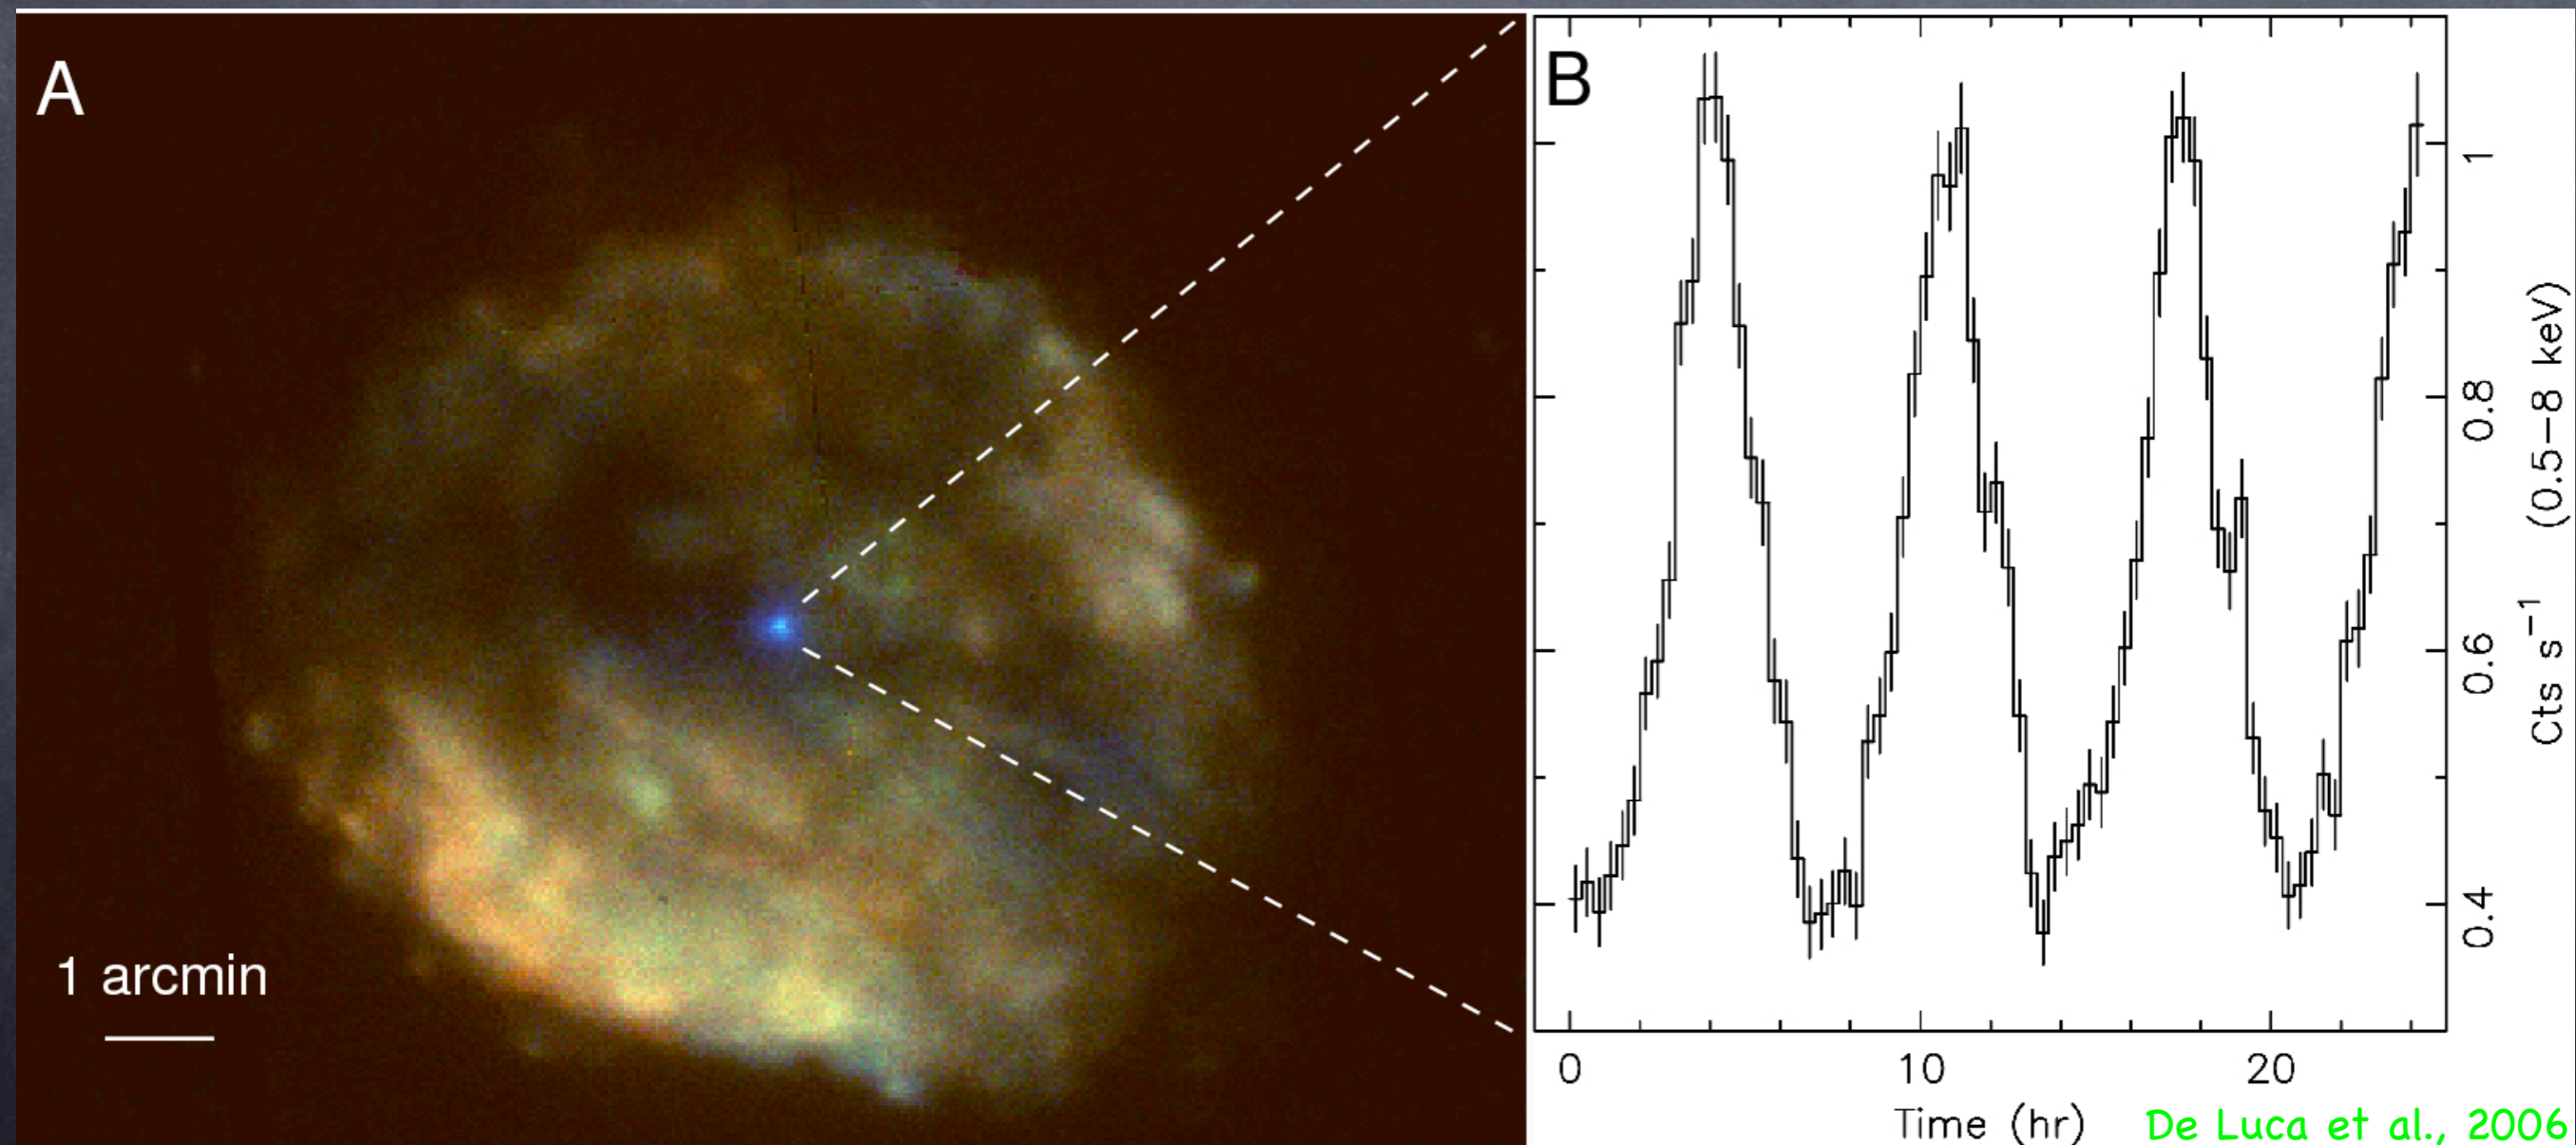 A
1 arcmin
B
1
0.8
0.6
0.4
Cts s⁻¹ (0.5–8 keV)
0 10 20
Time (hr)
De Luca et al., 2006